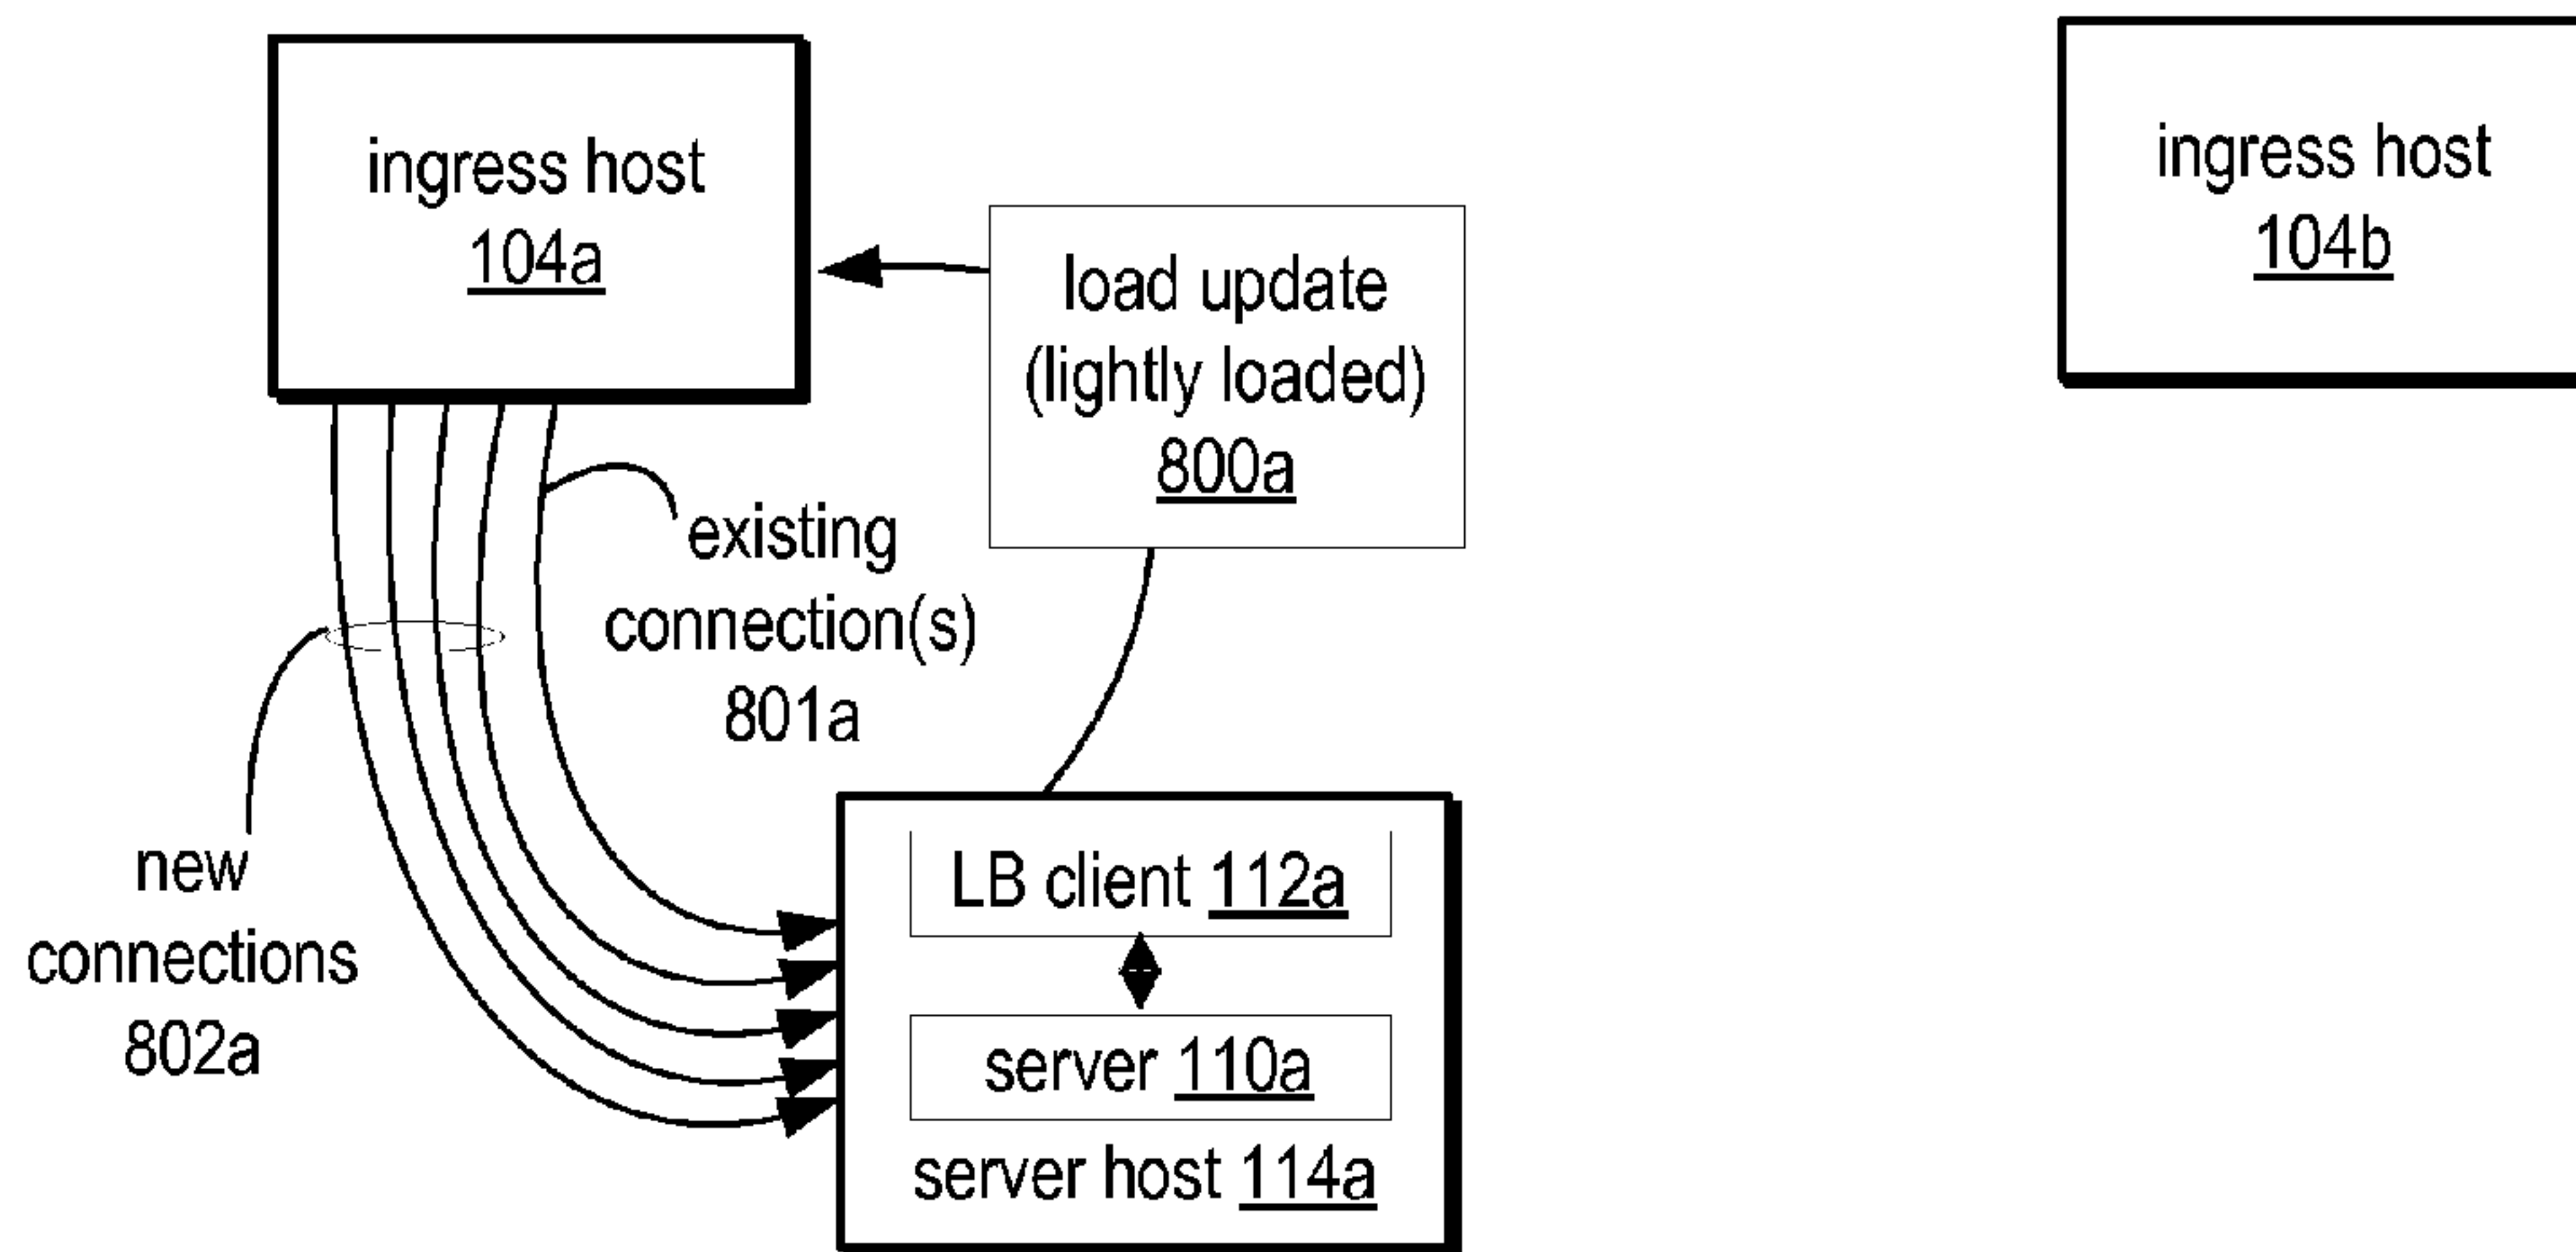 ingress host
104a
ingress host
104b
load update
(lightly loaded)
800a
existing
connection(s)
801a
new
connections
802a
LB client 112a
server 110a
server host 114a